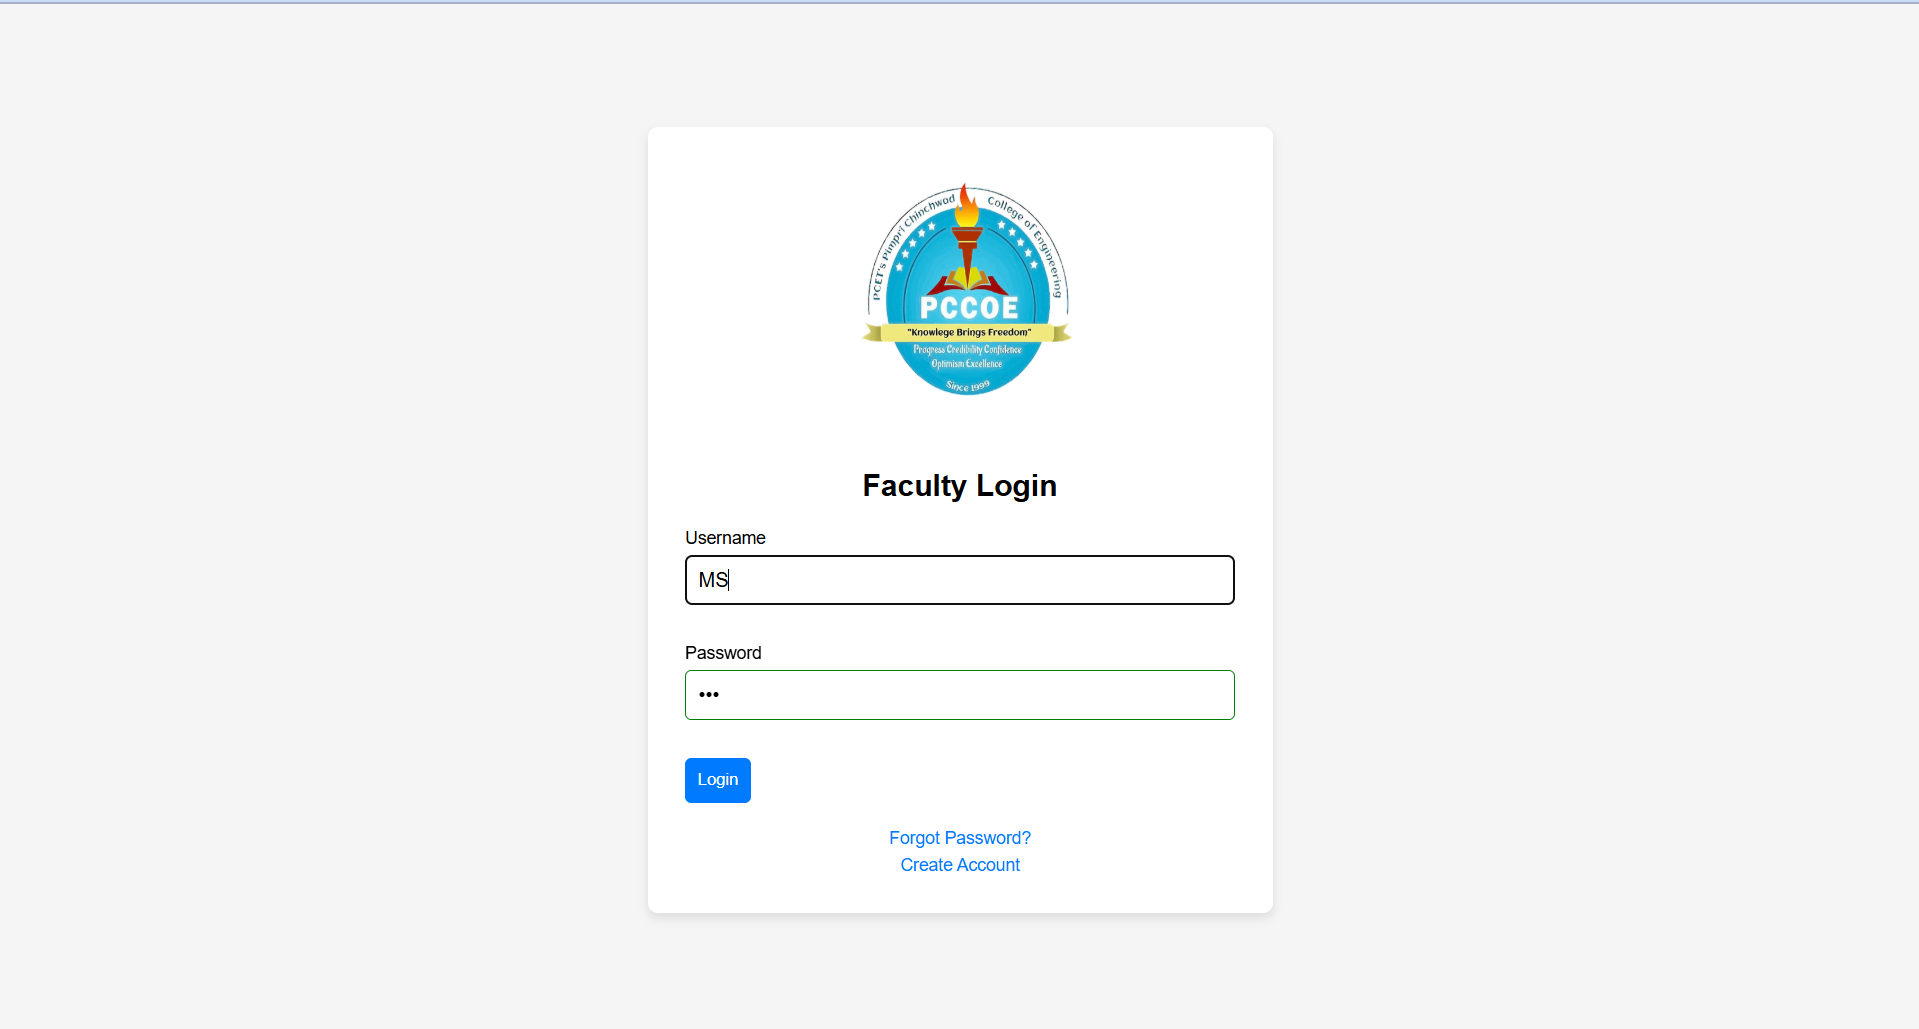 PCET's Pimpri Chinchwad College of Engineering
PCCOE
"Knowlege Brings Freedom"
Progress Credibility Confidence
Optimism Excellence
Since 1999
Faculty Login
Username
MS
Password
•••
Login
Forgot Password?
Create Account